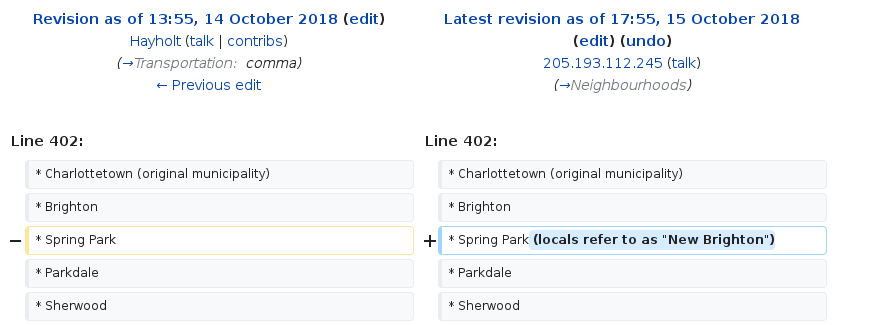 Revision as of 13:55, 14 October 2018 (edit)
Hayholt (talk | contribs)
(→Transportation: comma)
← Previous edit
Latest revision as of 17:55, 15 October 2018
(edit) (undo)
205.193.112.245 (talk)
(→Neighbourhoods)
Line 402:
Line 402:
* Charlottetown (original municipality)
* Charlottetown (original municipality)
* Brighton
* Brighton
− * Spring Park
+ * Spring Park (locals refer to as "New Brighton")
* Parkdale
* Parkdale
* Sherwood
* Sherwood